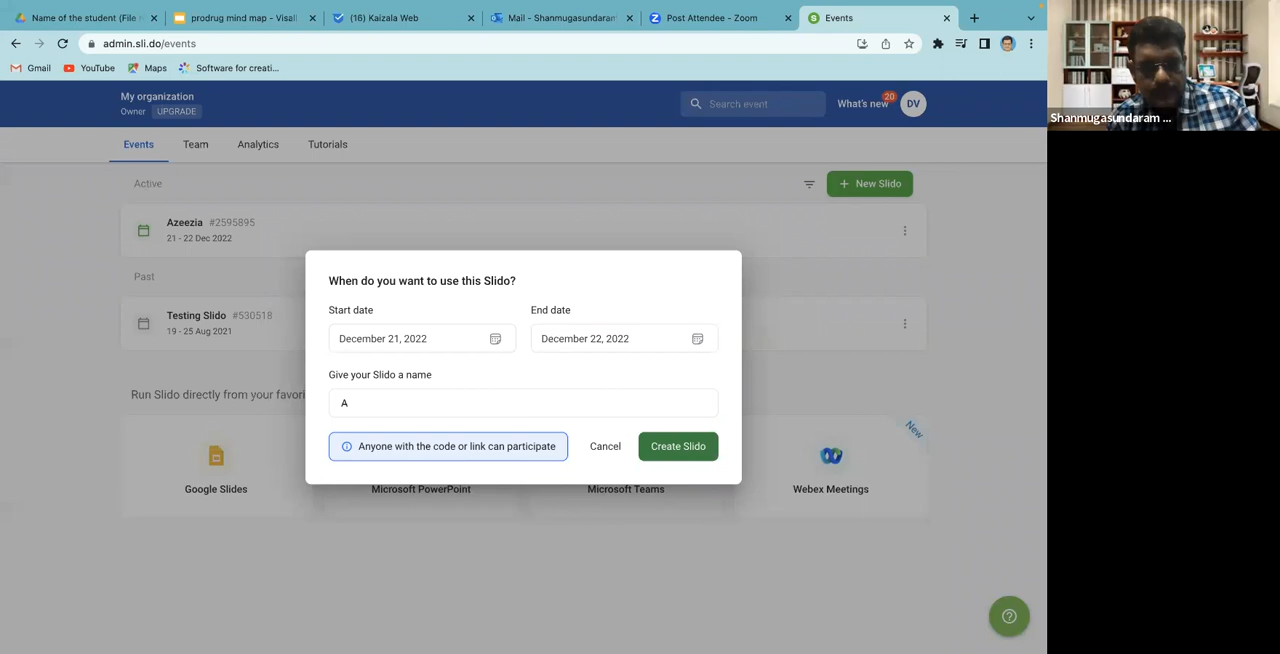 Name of the student (File r
prodrug mind map - Visall
(16) Kaizala Web
Mail - Shanmugasundaram
Post Attendee - Zoom
Events
admin.sli.do/events
Gmail
YouTube
Maps
Software for creati...
My organization
Owner UPGRADE
Search event
What's new 20
DV
Events Team Analytics Tutorials
Active
New Slido
Azeezia #2595895
21 - 22 Dec 2022
Past
Testing Slido #530518
19 - 25 Aug 2021
When do you want to use this Slido?
Start date End date
December 21, 2022 December 22, 2022
Give your Slido a name
A
Anyone with the code or link can participate
Cancel
Create Slido
Run Slido directly from your favori
New
Google Slides
Microsoft PowerPoint
Microsoft Teams
Webex Meetings
Shanmugasundaram ...